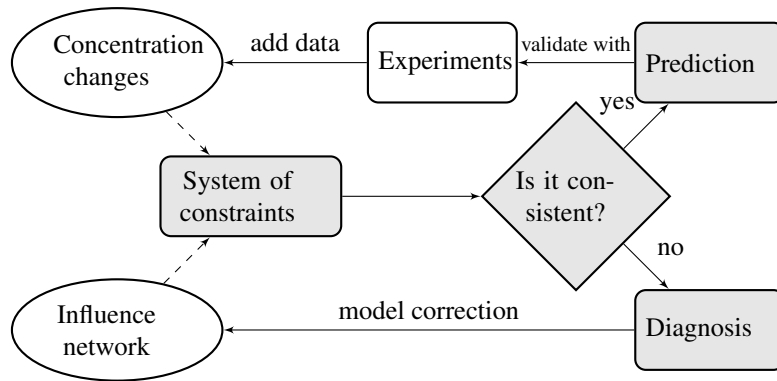 Concentration
changes
add data
Experiments
validate with
Prediction
yes
System of
constraints
Is it con-
sistent?
no
Influence
network
model correction
Diagnosis